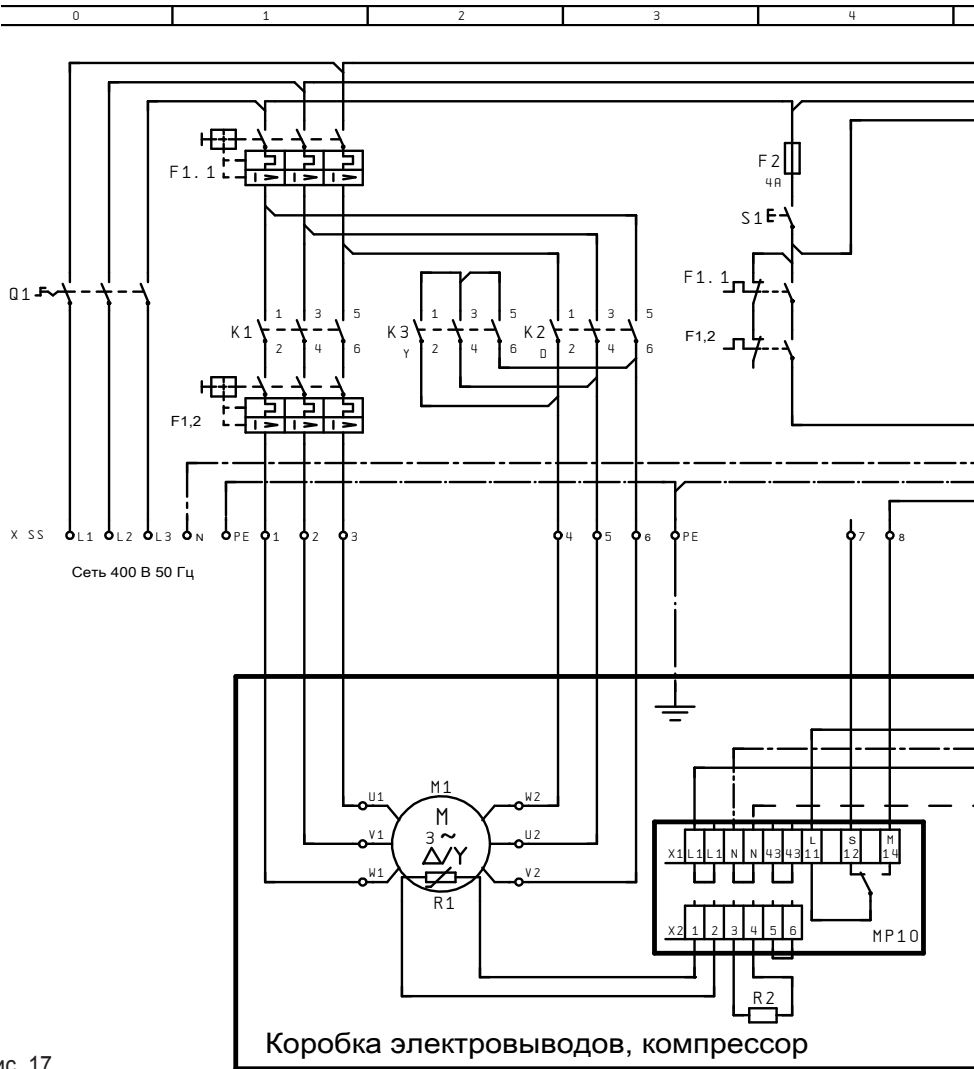 0 1 2 3 4
F1. 1
I > I > I >
F2
4A
S1
F1. 1
Q1
1 3 5 1 3 5 1 3 5
K1 K3 K2
F1,2
2 4 6 Y 2 4 6 D 2 4 6
F1,2
I > I > I >
X SS L1 L2 L3 N PE 1 2 3 4 5 6 PE 7 8
Сеть 400 В 50 Гц
M1
U1 W2
M
V1 3 ~ U2
Δ/Y
W1 V2
R1
L S M
X1 L1 L1 N N 43 43 11 12 14
X2 1 2 3 4 5 6
MP10
R2
Коробка электровыводов, компрессор
ис. 17